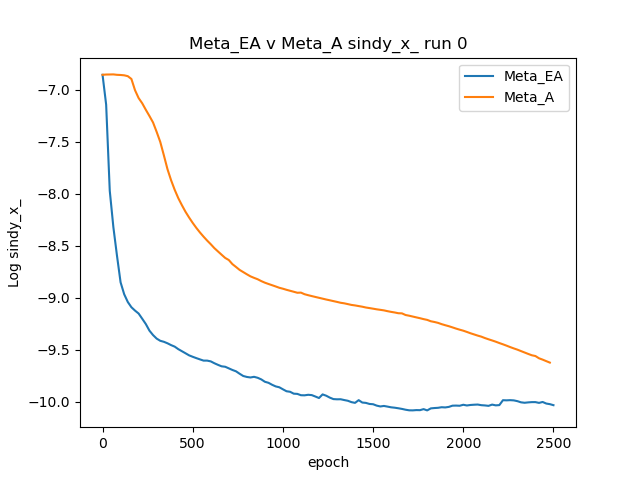 Meta_EA v Meta_A sindy_x_ run 0
Meta_EA
Meta_A
−7.0
−7.5
−8.0
−8.5
−9.0
−9.5
−10.0
Log sindy_x_
0
500
1000
1500
2000
2500
epoch